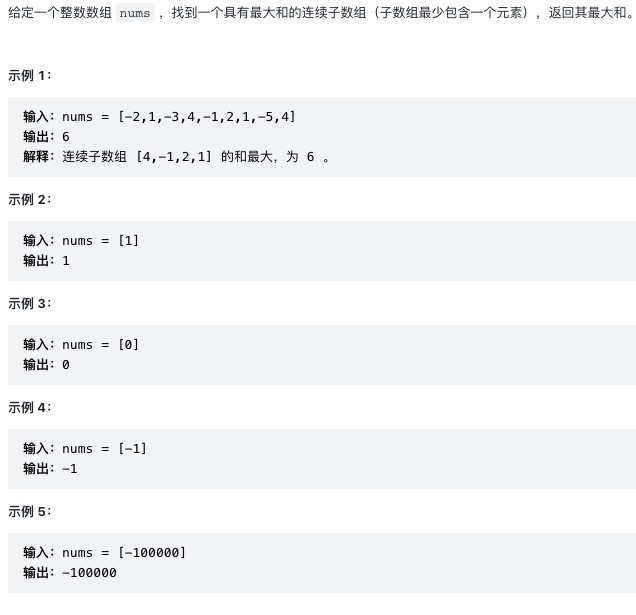 给定一个整数数组 nums ，找到一个具有最大和的连续子数组（子数组最少包含一个元素），返回其最大和。
示例 1:
输入：nums = [-2,1,-3,4,-1,2,1,-5,4]
输出：6
解释：连续子数组 [4,-1,2,1] 的和最大，为 6 。
示例 2:
输入：nums = [1]
输出：1
示例 3:
输入：nums = [0]
输出：0
示例 4:
输入：nums = [-1]
输出：-1
示例 5:
输入：nums = [-100000]
输出：-100000